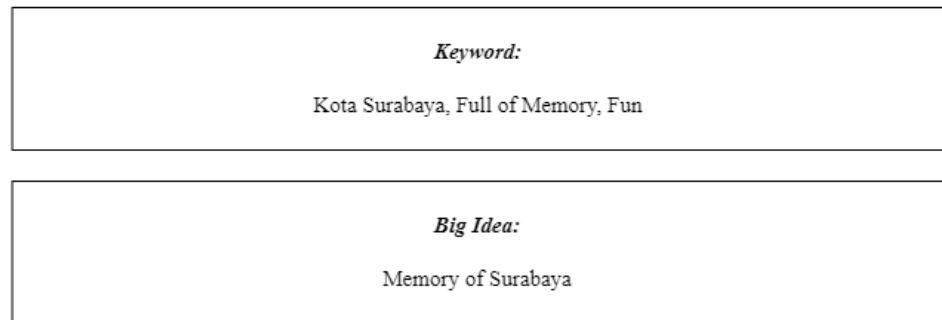 Keyword:
Kota Surabaya, Full of Memory, Fun
Big Idea:
Memory of Surabaya